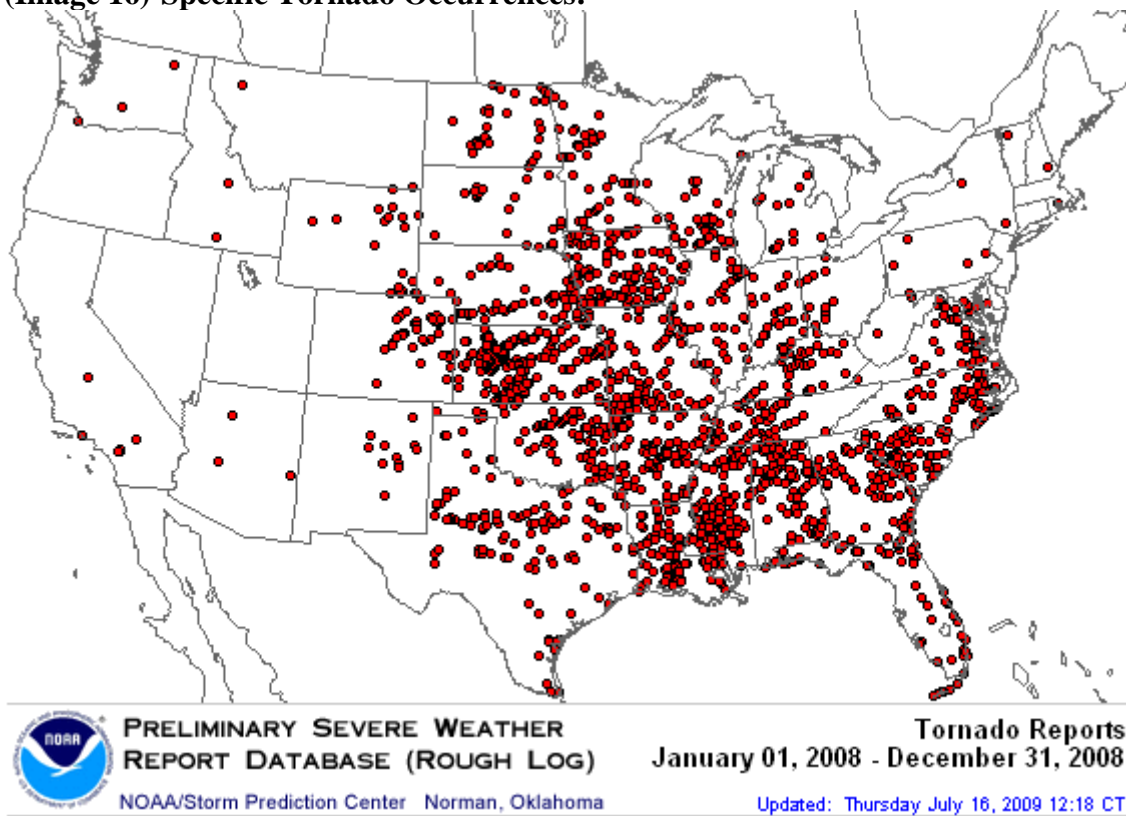 (Image 16) Specific Tornado Occurrences:
NOAA
PRELIMINARY SEVERE WEATHER
REPORT DATABASE (ROUGH LOG)
NOAA/Storm Prediction Center Norman, Oklahoma
Tornado Reports
January 01, 2008 - December 31, 2008
Updated: Thursday July 16, 2009 12:18 CT